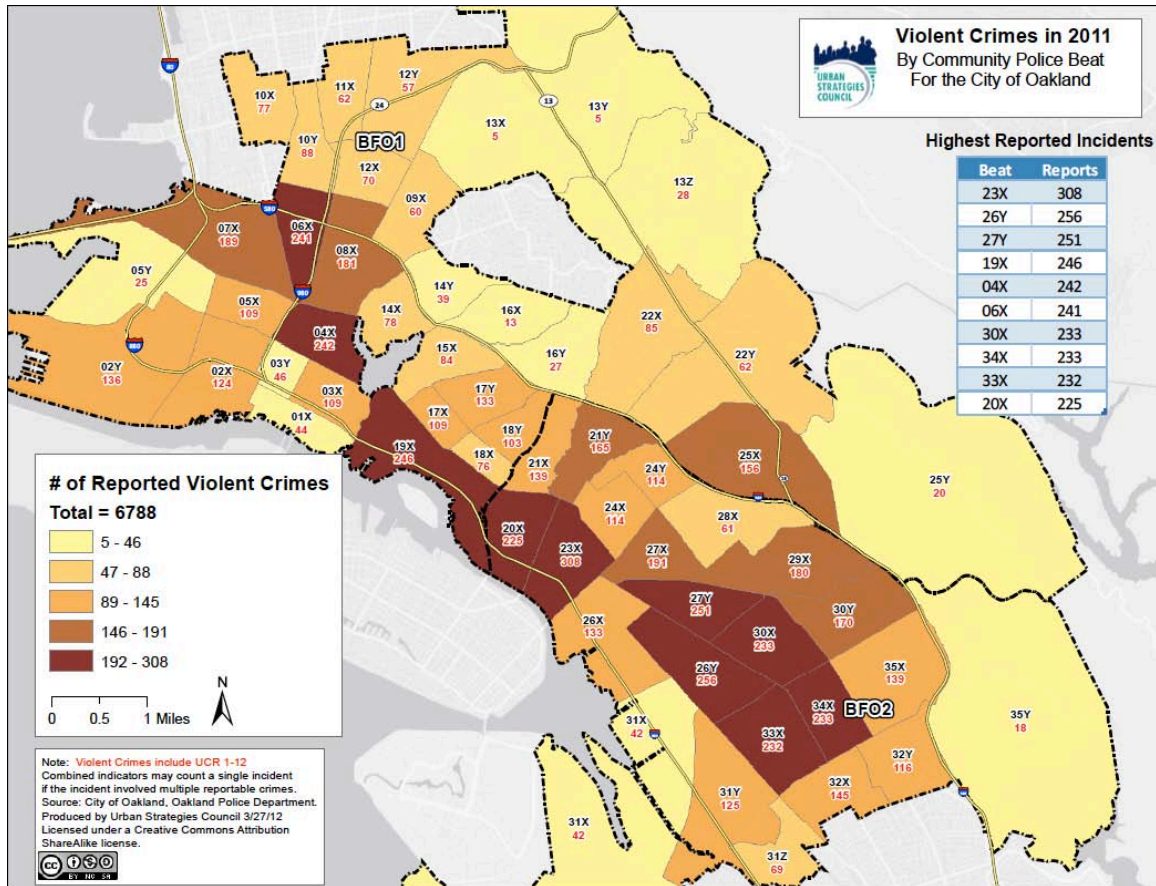 Violent Crimes in 2011
By Community Police Beat
For the City of Oakland
URBAN
STRATEGIES
COUNCIL
Highest Reported Incidents
Beat Reports
23X 308
26Y 256
27Y 251
19X 246
04X 242
06X 241
30X 233
34X 233
33X 232
20X 225
80
10X
77
11X
62
12Y
57
24
13
10Y
88
BFO1
12X
70
13X
5
13Y
5
13Z
28
09X
60
580
07X
189
06X
241
08X
181
05Y
25
980
05X
109
14X
78
14Y
39
16X
13
22X
85
04X
242
15X
84
16Y
27
22Y
62
880
02Y
136
02X
124
03Y
46
03X
109
01X
44
17Y
133
17X
109
18Y
103
18X
76
19X
246
21X
139
21Y
165
25X
156
24Y
114
24X
114
28X
61
25Y
20
20X
225
23X
308
27X
191
29X
180
27Y
251
30Y
170
26X
133
30X
233
26Y
256
35X
139
34X
233
BFO2
33X
232
35Y
18
31X
42
32Y
116
32X
145
31Y
125
31X
42
31Z
69
# of Reported Violent Crimes
Total = 6788
5 - 46
47 - 88
89 - 145
146 - 191
192 - 308
N
0 0.5 1 Miles
Note: Violent Crimes include UCR 1-12
Combined indicators may count a single incident
if the incident involved multiple reportable crimes.
Source: City of Oakland, Oakland Police Department.
Produced by Urban Strategies Council 3/27/12
Licensed under a Creative Commons Attribution
ShareAlike license.
cc
BY NC SA